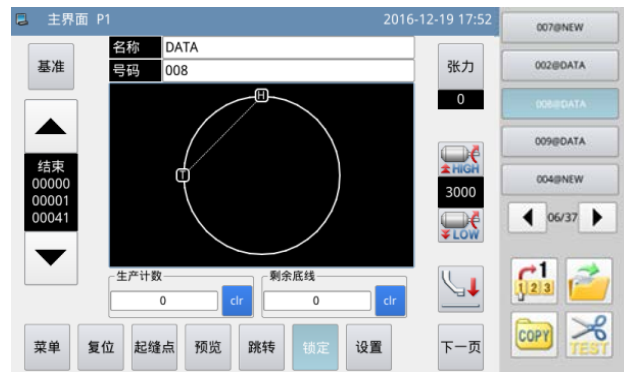 主界面 P1
2016-12-19 17:52
基准
名称 DATA
号码 008
张力
0
H
T
结束
00000
00001
00041
HIGH
3000
LOW
生产计数
0
clr
剩余底线
0
clr
菜单
复位
起缝点
预览
跳转
锁定
设置
下一页
007@NEW
002@DATA
008@DATA
009@DATA
004@NEW
06/37
1
1 2 3
COPY
TEST